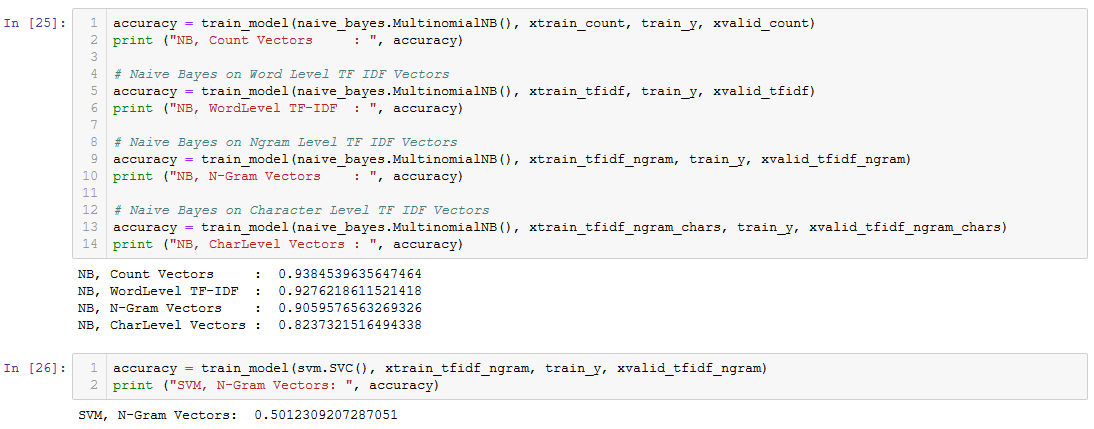 In [25]:
1 accuracy = train_model(naive_bayes.MultinomialNB(), xtrain_count, train_y, xvalid_count)
2 print ("NB, Count Vectors     : ", accuracy)
3
4 # Naive Bayes on Word Level TF IDF Vectors
5 accuracy = train_model(naive_bayes.MultinomialNB(), xtrain_tfidf, train_y, xvalid_tfidf)
6 print ("NB, WordLevel TF-IDF  : ", accuracy)
7
8 # Naive Bayes on Ngram Level TF IDF Vectors
9 accuracy = train_model(naive_bayes.MultinomialNB(), xtrain_tfidf_ngram, train_y, xvalid_tfidf_ngram)
10 print ("NB, N-Gram Vectors    : ", accuracy)
11
12 # Naive Bayes on Character Level TF IDF Vectors
13 accuracy = train_model(naive_bayes.MultinomialNB(), xtrain_tfidf_ngram_chars, train_y, xvalid_tfidf_ngram_chars)
14 print ("NB, CharLevel Vectors : ", accuracy)
NB, Count Vectors     :  0.9384539635647464
NB, WordLevel TF-IDF  :  0.9276218611521418
NB, N-Gram Vectors    :  0.9059576563269326
NB, CharLevel Vectors :  0.8237321516494338
In [26]:
1 accuracy = train_model(svm.SVC(), xtrain_tfidf_ngram, train_y, xvalid_tfidf_ngram)
2 print ("SVM, N-Gram Vectors: ", accuracy)
SVM, N-Gram Vectors:  0.5012309207287051